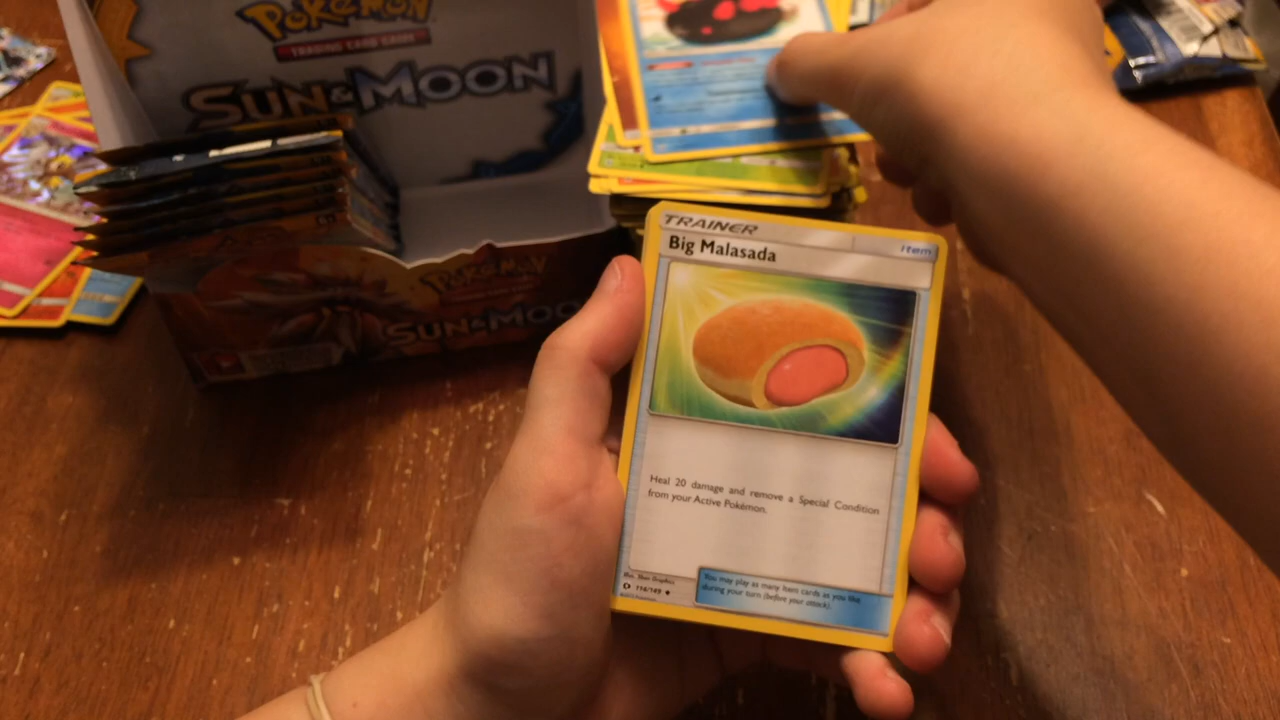 POKéMON
TRADING CARD GAME
SUN & MOON
POKéMON
SUN & MOON
TRAINER
Item
Big Malasada
Heal 20 damage and remove a Special Condition
from your Active Pokémon.
You may play as many Item cards as you like
during your turn (before your attack).
114/149